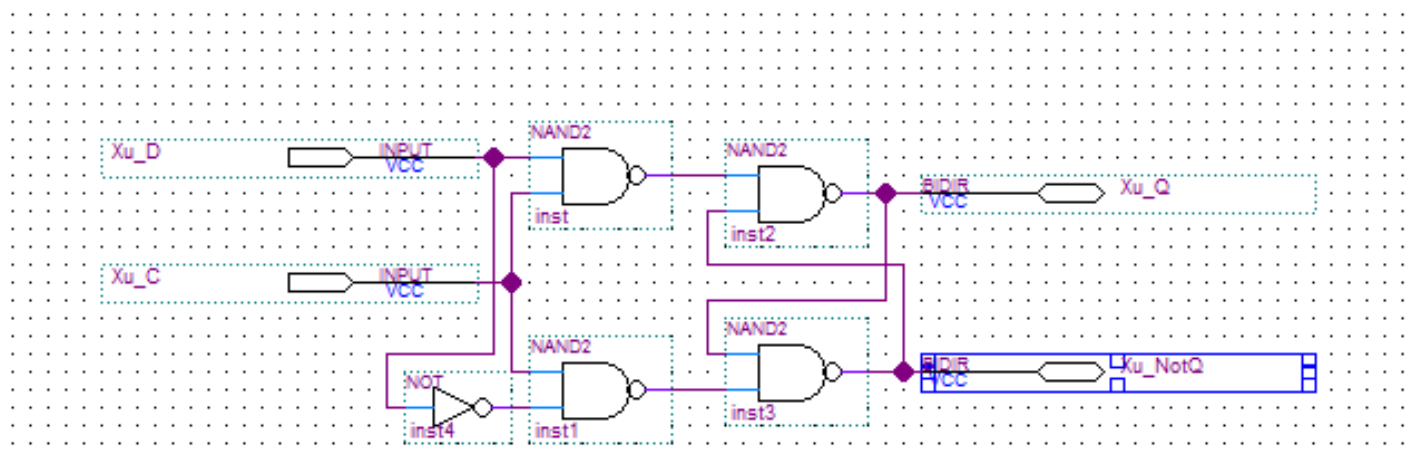 NAND2
Xu_D
INPUT
VCC
NAND2
BIDIR
VCC
Xu_Q
inst
inst2
Xu_C
INPUT
VCC
NAND2
NAND2
BIDIR
VCC
Xu_NotQ
NOT
inst3
inst4
inst1